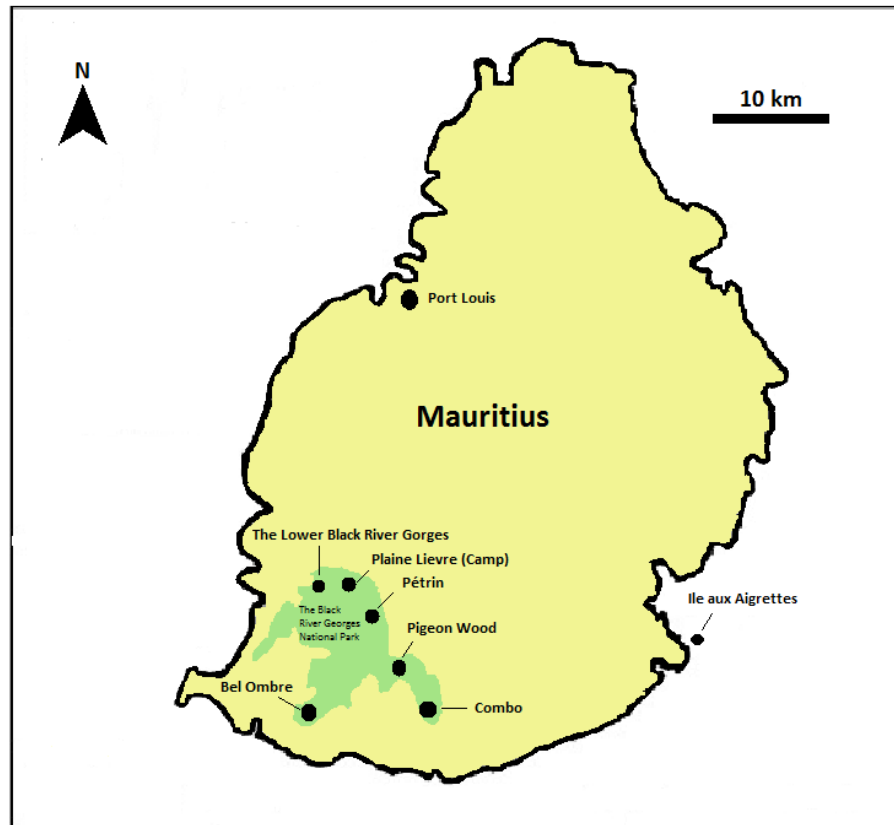 N
10 km
Port Louis
Mauritius
The Lower Black River Gorges
Plaine Lievre (Camp)
Pétrin
Ile aux Aigrettes
The Black
River Georges
National Park
Pigeon Wood
Bel Ombre
Combo